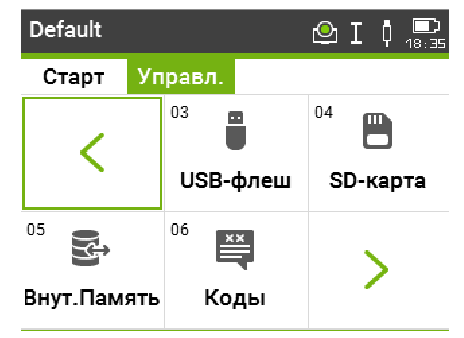 Default
18:35
Старт Управл.
03 04
USB-флеш SD-карта
05 06
Внут.Память Коды